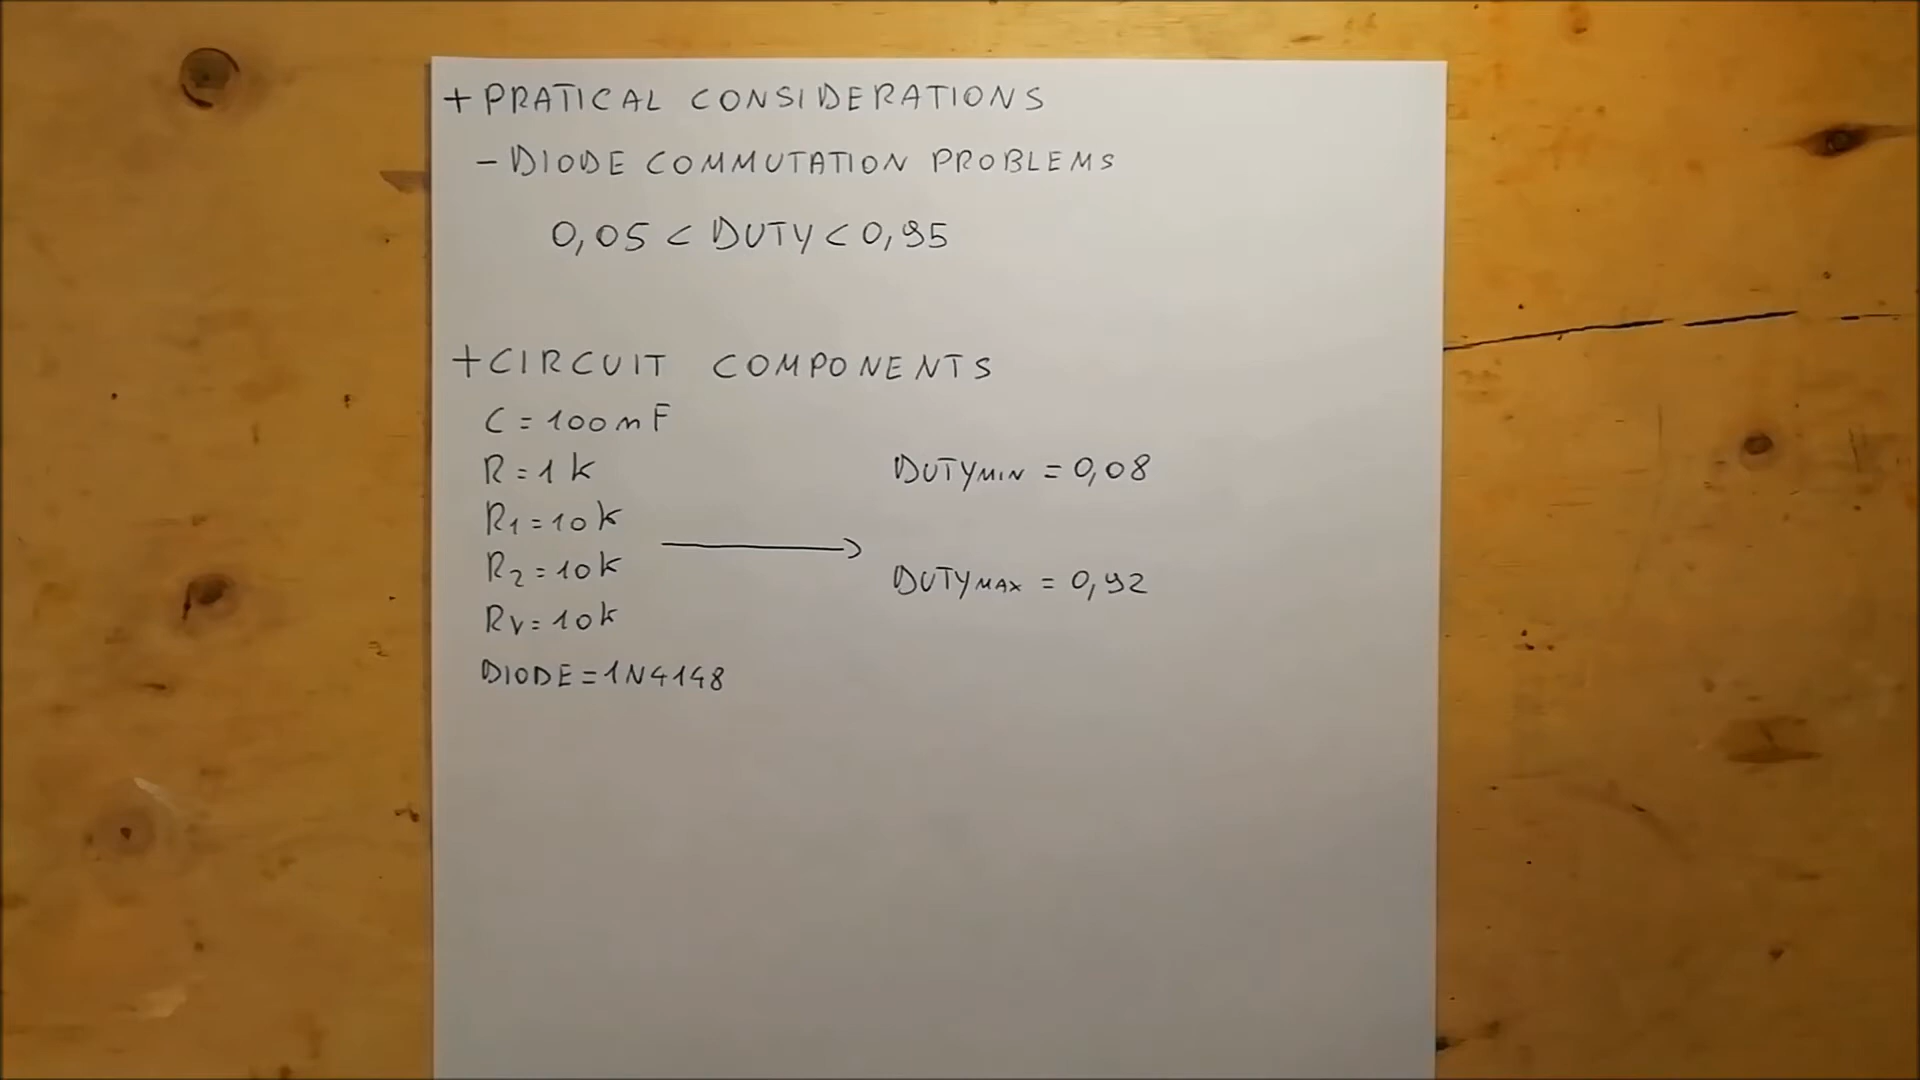 + PRATICAL CONSIDERATIONS
- DIODE COMMUTATION PROBLEMS
0,05 < DUTY < 0,95
+ CIRCUIT COMPONENTS
C = 100nF
R = 1k
R1 = 10k
R2 = 10k
RV = 10k
DIODE = 1N4148
DUTYMIN = 0,08
DUTYMAX = 0,92